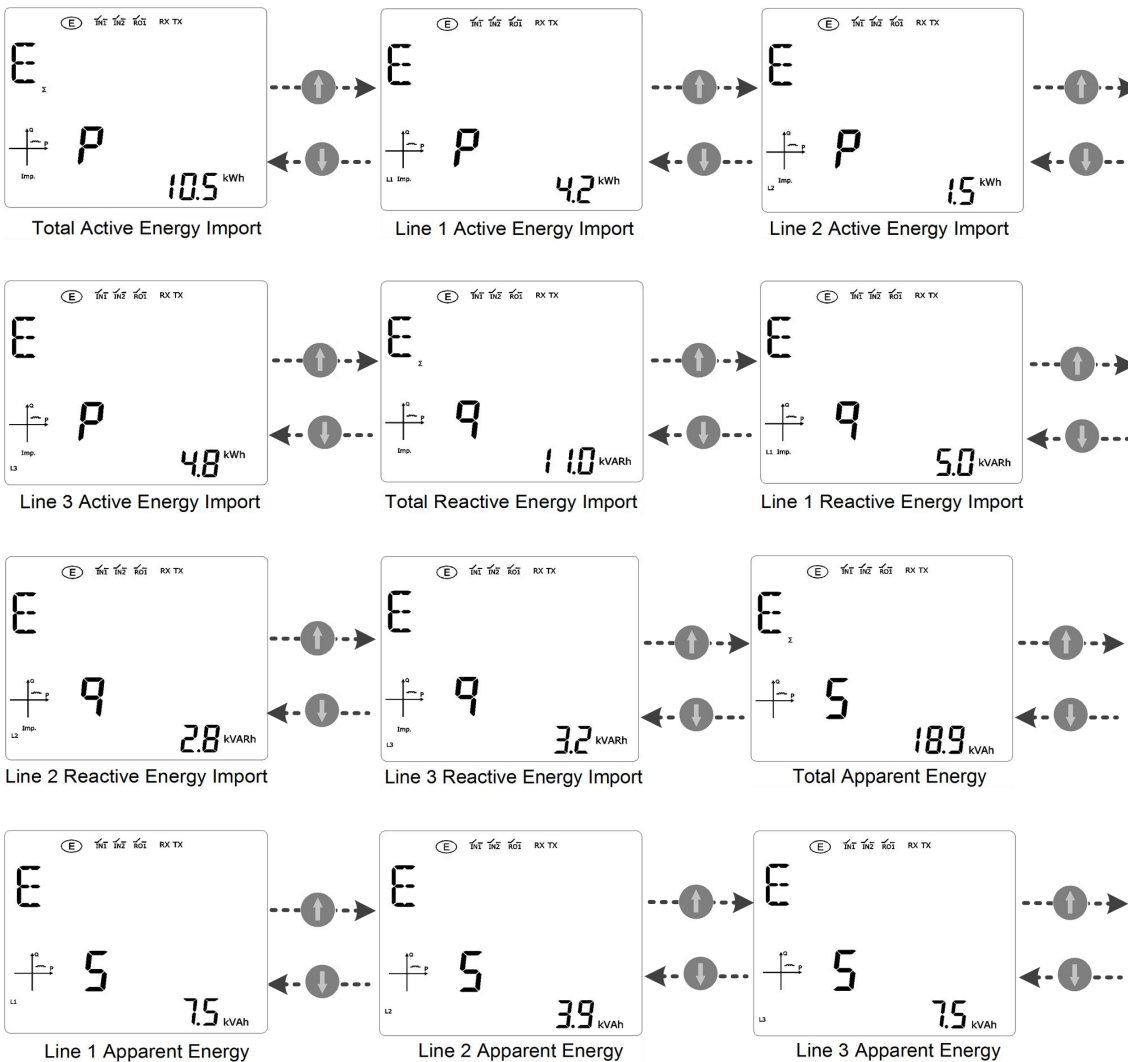 E IN1 IN2 RO1 RX TX
E
Σ
Q
P
P
Imp.
10.5 kWh
Total Active Energy Import
E IN1 IN2 RO1 RX TX
E
Q
P
P
L1 Imp.
4.2 kWh
Line 1 Active Energy Import
E IN1 IN2 RO1 RX TX
E
Q
P
P
Imp.
L2
1.5 kWh
Line 2 Active Energy Import
E IN1 IN2 RO1 RX TX
E
Q
P
P
Imp.
L3
4.8 kWh
Line 3 Active Energy Import
E IN1 IN2 RO1 RX TX
E
Σ
Q
P
q
Imp.
11.0 kVARh
Total Reactive Energy Import
E IN1 IN2 RO1 RX TX
E
Q
P
q
L1 Imp.
5.0 kVARh
Line 1 Reactive Energy Import
E IN1 IN2 RO1 RX TX
E
Q
P
q
Imp.
L2
2.8 kVARh
Line 2 Reactive Energy Import
E IN1 IN2 RO1 RX TX
E
Q
P
q
Imp.
L3
3.2 kVARh
Line 3 Reactive Energy Import
E IN1 IN2 RO1 RX TX
E
Σ
Q
P
S
18.9 kVAh
Total Apparent Energy
E IN1 IN2 RO1 RX TX
E
Q
P
S
L1
7.5 kVAh
Line 1 Apparent Energy
E IN1 IN2 RO1 RX TX
E
Q
P
S
L2
3.9 kVAh
Line 2 Apparent Energy
E IN1 IN2 RO1 RX TX
E
Q
P
S
L3
7.5 kVAh
Line 3 Apparent Energy